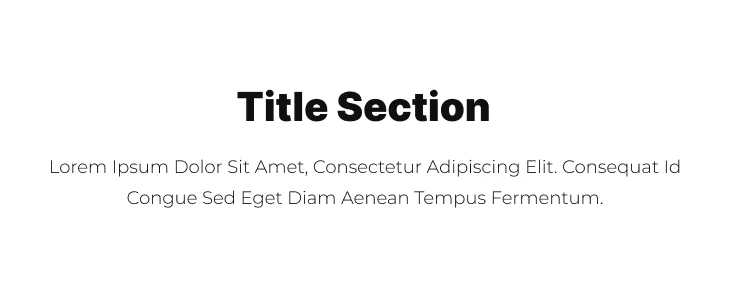 Title Section
Lorem Ipsum Dolor Sit Amet, Consectetur Adipiscing Elit. Consequat Id
Congue Sed Eget Diam Aenean Tempus Fermentum.